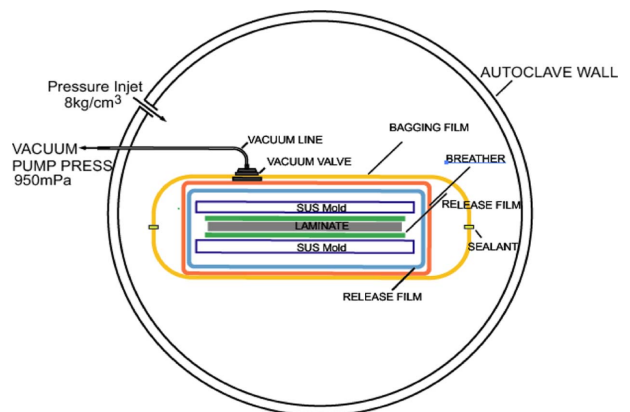 AUTOCLAVE WALL
Pressure Injet
8kg/cm³
BAGGING FILM
VACUUM LINE
VACUUM
PUMP PRESS
950mPa
VACUUM VALVE
BREATHER
SUS Mold
RELEASE FILM
LAMINATE
SUS Mold
SEALANT
RELEASE FILM